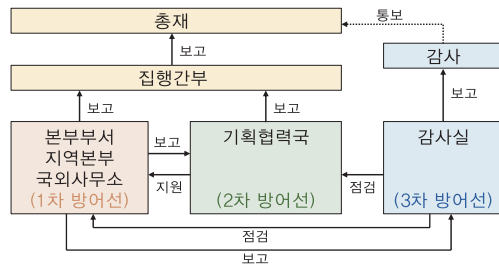 총재
통보
보고
감사
집행간부
보고
보고
보고
본부부서
지역본부
국외사무소
(1차 방어선)
보고
지원
기획협력국
(2차 방어선)
점검
감사실
(3차 방어선)
점검
보고